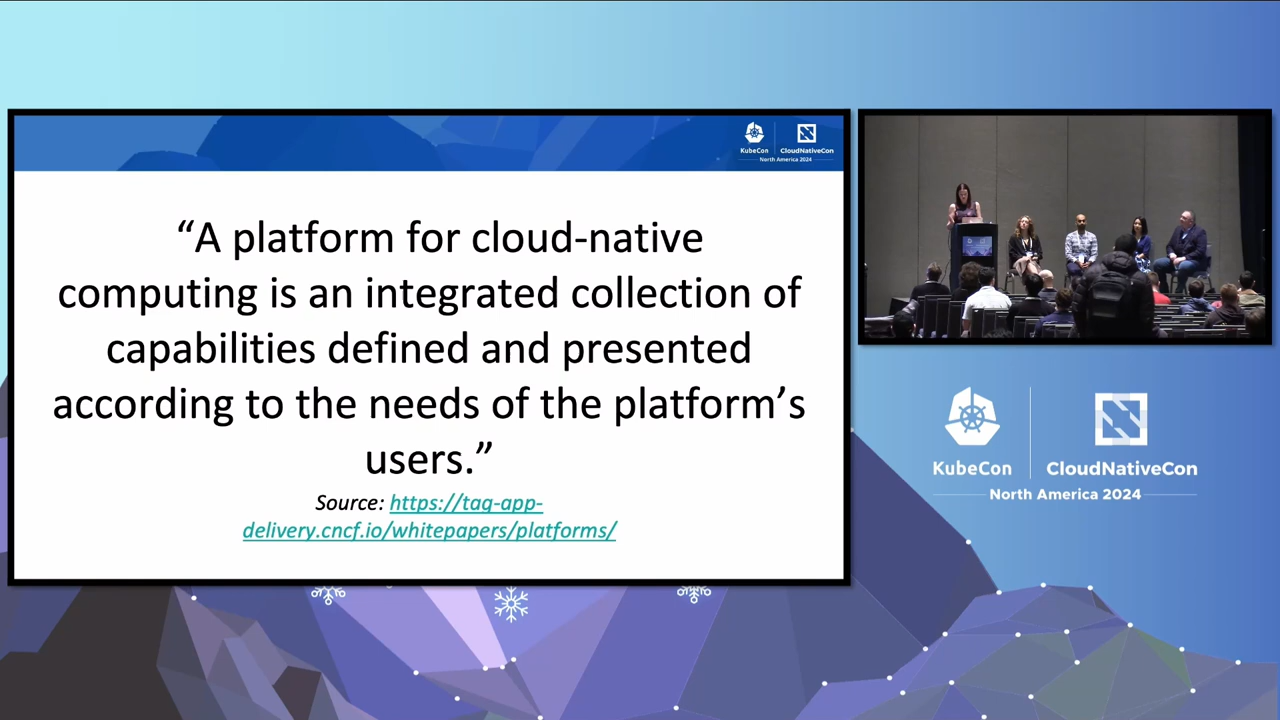 KubeCon
CloudNativeCon
North America 2024
“A platform for cloud-native
computing is an integrated collection of
capabilities defined and presented
according to the needs of the platform’s
users.”
Source: https://tag-app-
delivery.cncf.io/whitepapers/platforms/
KubeCon
CloudNativeCon
North America 2024